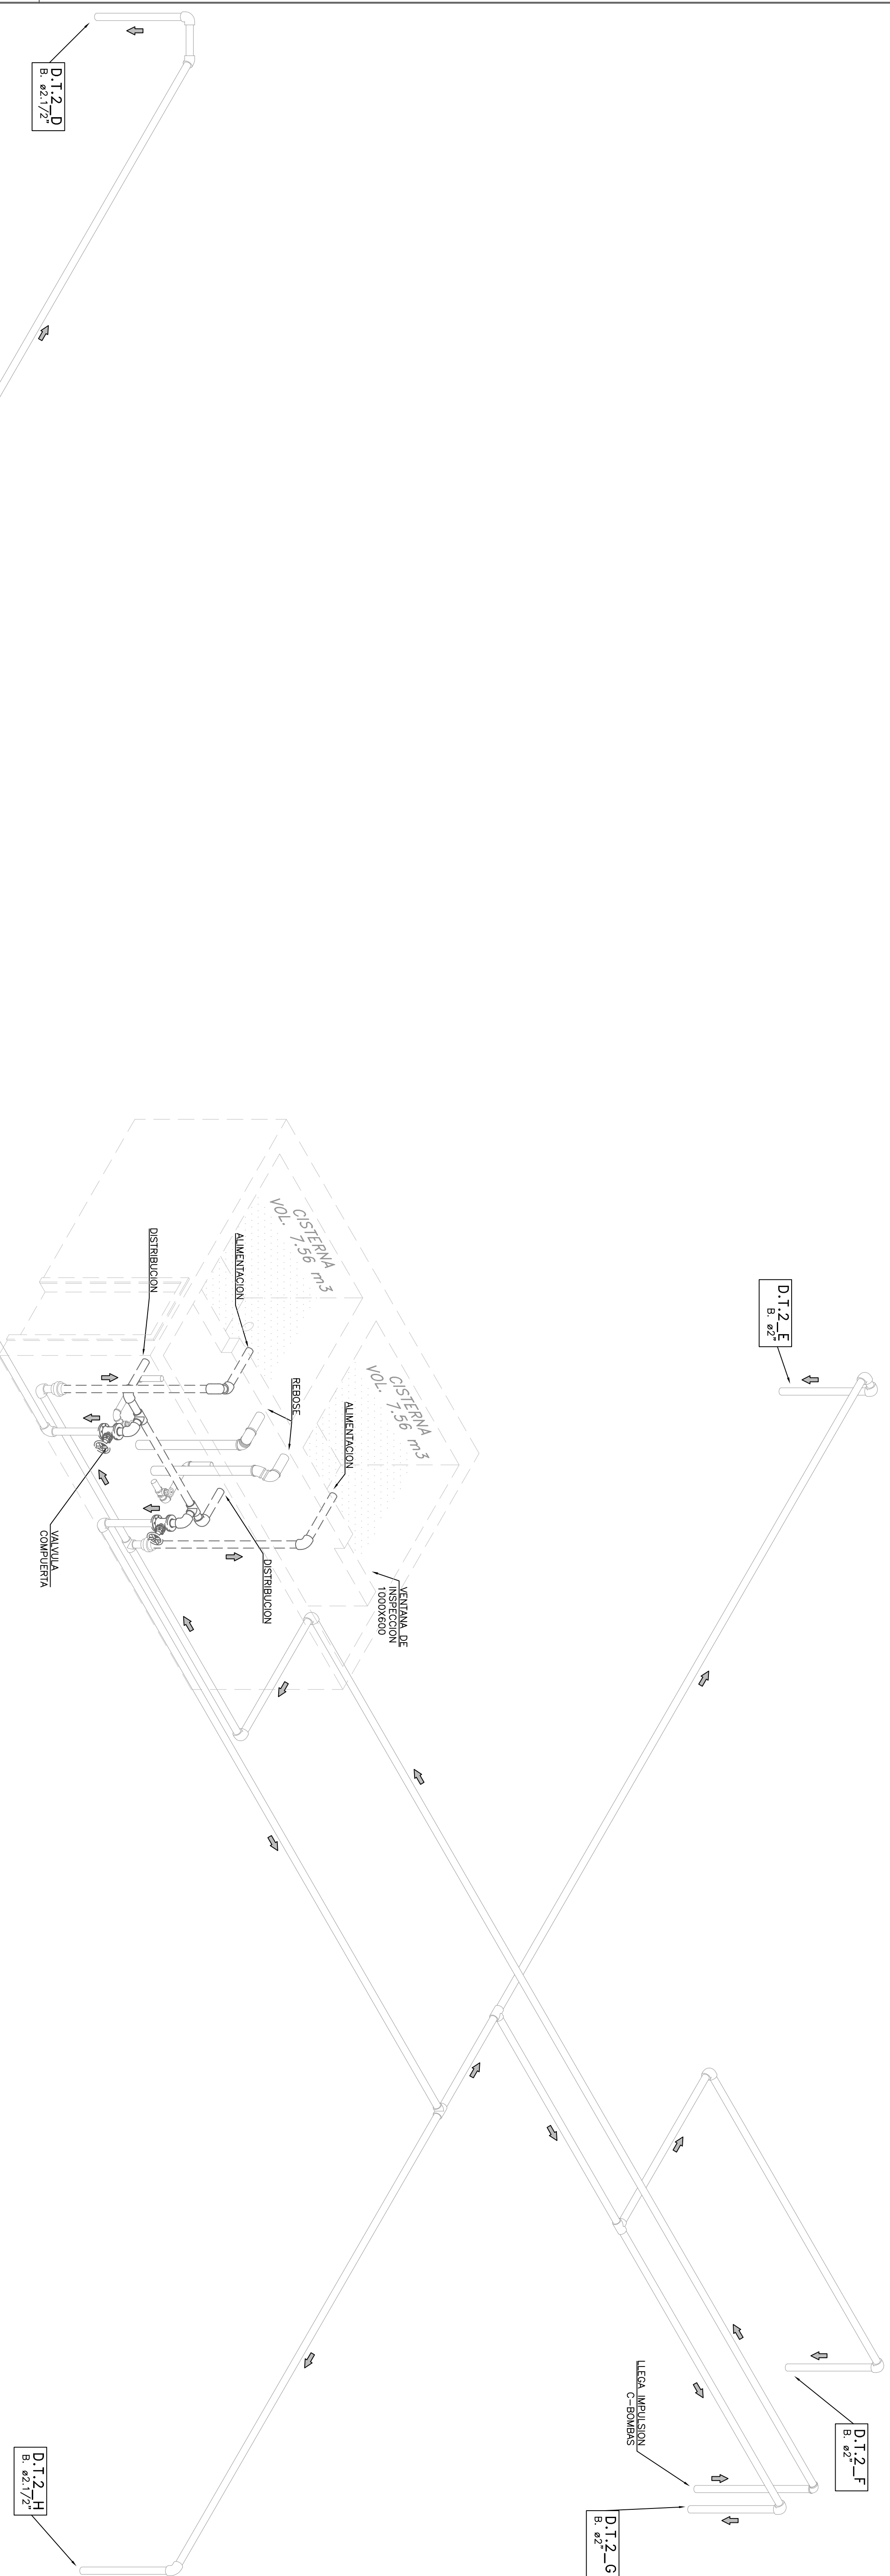 D.T.2_D
B. ø2.1/2"
D.T.2_E
B. ø2"
CISTERNA
VOL. 7.56 m3
CISTERNA
VOL. 7.56 m3
DISTRIBUCION
ALIMENTACION
REBOSE
ALIMENTACION
VALVULA
COMPUERTA
DISTRIBUCION
VENTANA DE
INSPECCION
1000X600
LLEGA IMPULSION
C-BOMBAS
D.T.2_F
B. ø2"
D.T.2_G
B. ø2"
D.T.2_H
B. ø2.1/2"